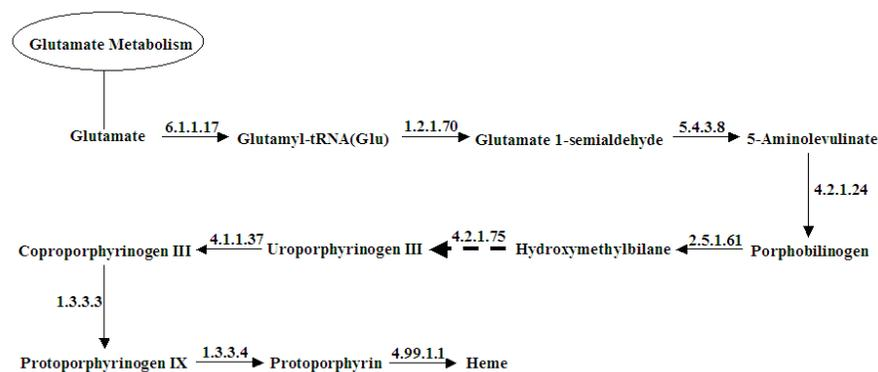 Glutamate Metabolism
6.1.1.17 1.2.1.70 5.4.3.8
Glutamate Glutamyl-tRNA(Glu) Glutamate 1-semialdehyde 5-Aminolevulinate
4.2.1.24
4.1.1.37 4.2.1.75 2.5.1.61
Coproporphyrinogen III Uroporphyrinogen III Hydroxymethylbilane Porphobilinogen
1.3.3.3
1.3.3.4 4.99.1.1
Protoporphyrinogen IX Protoporphyrin Heme